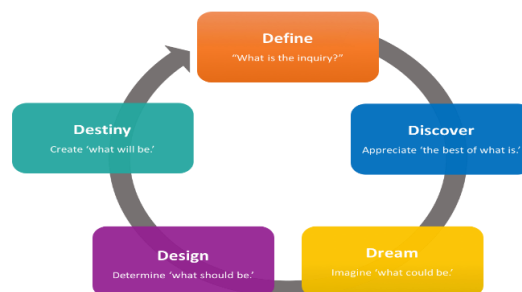 Define
"What is the inquiry?"
Discover
Appreciate 'the best of what is.'
Dream
Imagine 'what could be.'
Design
Determine 'what should be.'
Destiny
Create 'what will be.'